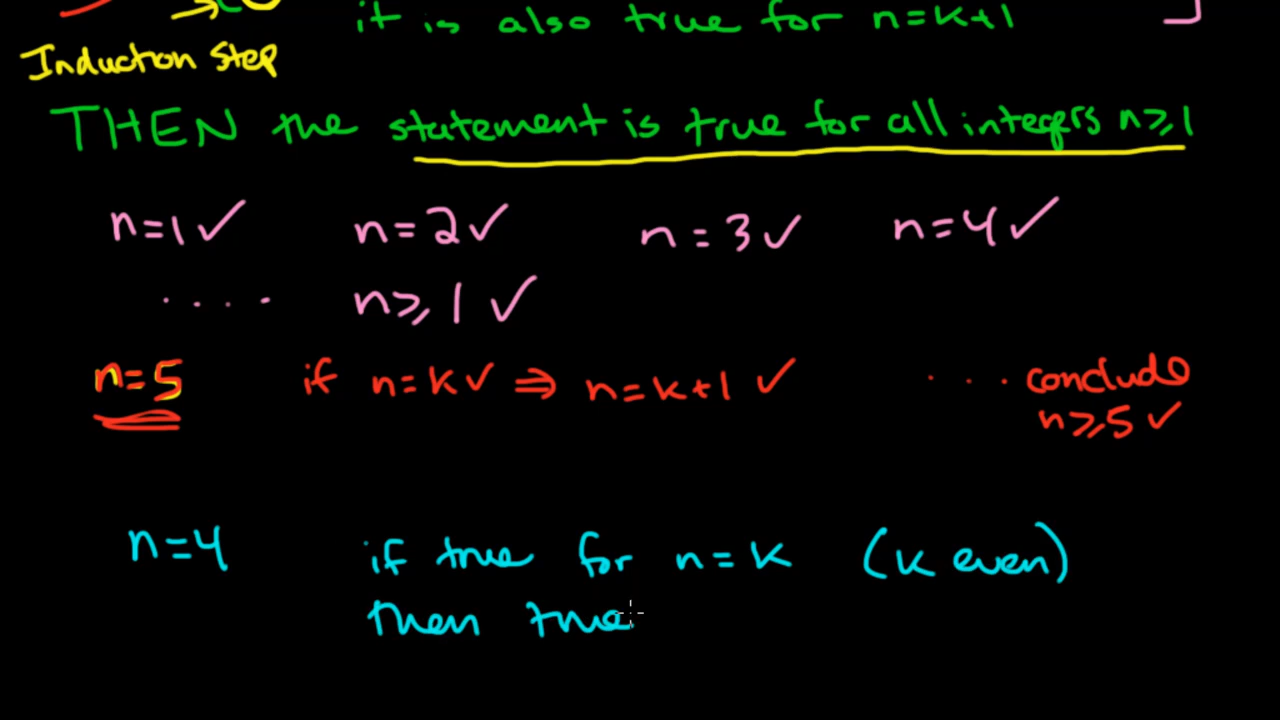 it is also true for n=k+1
Induction Step
THEN the statement is true for all integers n≥1
n=1✓ n=2✓ n=3✓ n=4✓
.... n≥1 ✓
n=5 if n=k✓ ⇒ n=k+1 ✓ ... conclude
n≥5 ✓
n=4 if true for n=k (k even)
then true